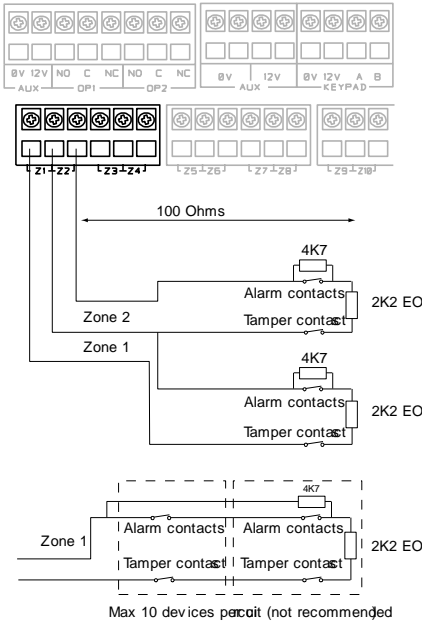 0V 12V NO C NC NO C NC
AUX OP1 OP2
0V 12V 0V 12V A B
AUX KEYPAD
Z1 Z2 Z3 Z4 Z5 Z6 Z7 Z8 Z9 Z10
100 Ohms
4K7
Alarm contacts
2K2 EO
Zone 2
Tamper contact
Zone 1
4K7
Alarm contacts
2K2 EO
Tamper contact
4K7
Alarm contacts Alarm contacts
Zone 1
2K2 EO
Tamper contact Tamper contact
Max 10 devices per circuit (not recommended)